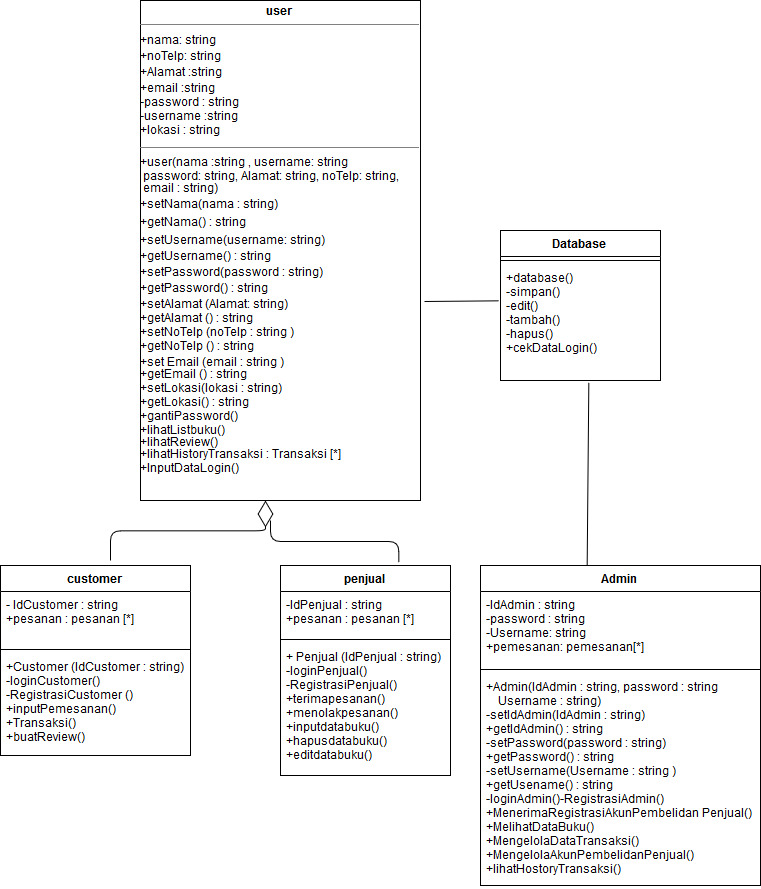 user
+nama: string
+noTelp: string
+Alamat :string
+email :string
-password : string
-username :string
+lokasi : string
+user(nama :string , username: string
password: string, Alamat: string, noTelp: string,
email : string)
+setNama(nama : string)
+getNama() : string
+setUsername(username: string)
+getUsername() : string
+setPassword(password : string)
+getPassword() : string
+setAlamat (Alamat: string)
+getAlamat () : string
+setNoTelp (noTelp : string )
+getNoTelp () : string
+set Email (email : string )
+getEmail () : string
+setLokasi(lokasi : string)
+getLokasi() : string
+gantiPassword()
+lihatListbuku()
+lihatReview()
+lihatHistoryTransaksi : Transaksi [*]
+InputDataLogin()
Database
+database()
-simpan()
-edit()
-tambah()
-hapus()
+cekDataLogin()
customer
- IdCustomer : string
+pesanan : pesanan [*]
+Customer (IdCustomer : string)
-loginCustomer()
-RegistrasiCustomer ()
+inputPemesanan()
+Transaksi()
+buatReview()
penjual
-IdPenjual : string
+pesanan : pesanan [*]
+ Penjual (IdPenjual : string)
-loginPenjual()
-RegistrasiPenjual()
+terimapesanan()
+menolakpesanan()
+inputdatabuku()
+hapusdatabuku()
+editdatabuku()
Admin
-IdAdmin : string
-password : string
-Username: string
+pemesanan: pemesanan[*]
+Admin(IdAdmin : string, password : string
Username : string)
-setIdAdmin(IdAdmin : string)
+getIdAdmin() : string
-setPassword(password : string)
+getPassword() : string
-setUsername(Username : string )
+getUsename() : string
-loginAdmin()-RegistrasiAdmin()
+MenerimaRegistrasiAkunPembelidan Penjual()
+MelihatDataBuku()
+MengelolaDataTransaksi()
+MengelolaAkunPembelidanPenjual()
+lihatHostoryTransaksi()